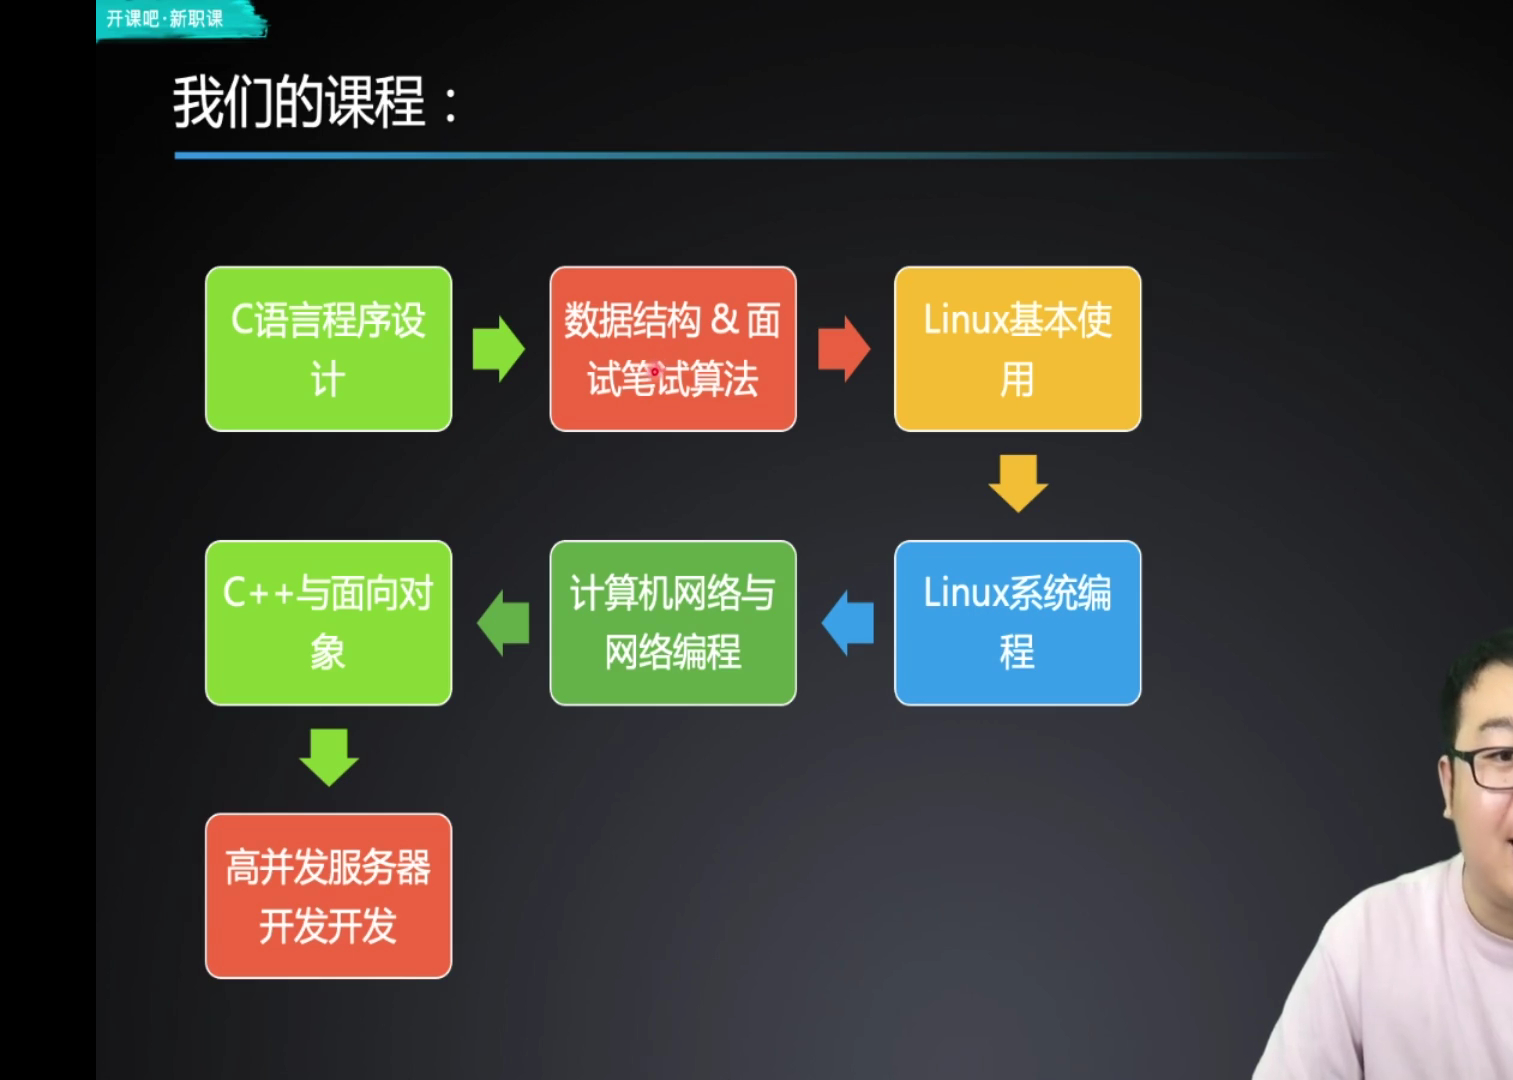 开课吧·新职课
我们的课程：
C语言程序设
计
数据结构 & 面
试笔试算法
Linux基本使
用
Linux系统编
程
计算机网络与
网络编程
C++与面向对
象
高并发服务器
开发开发